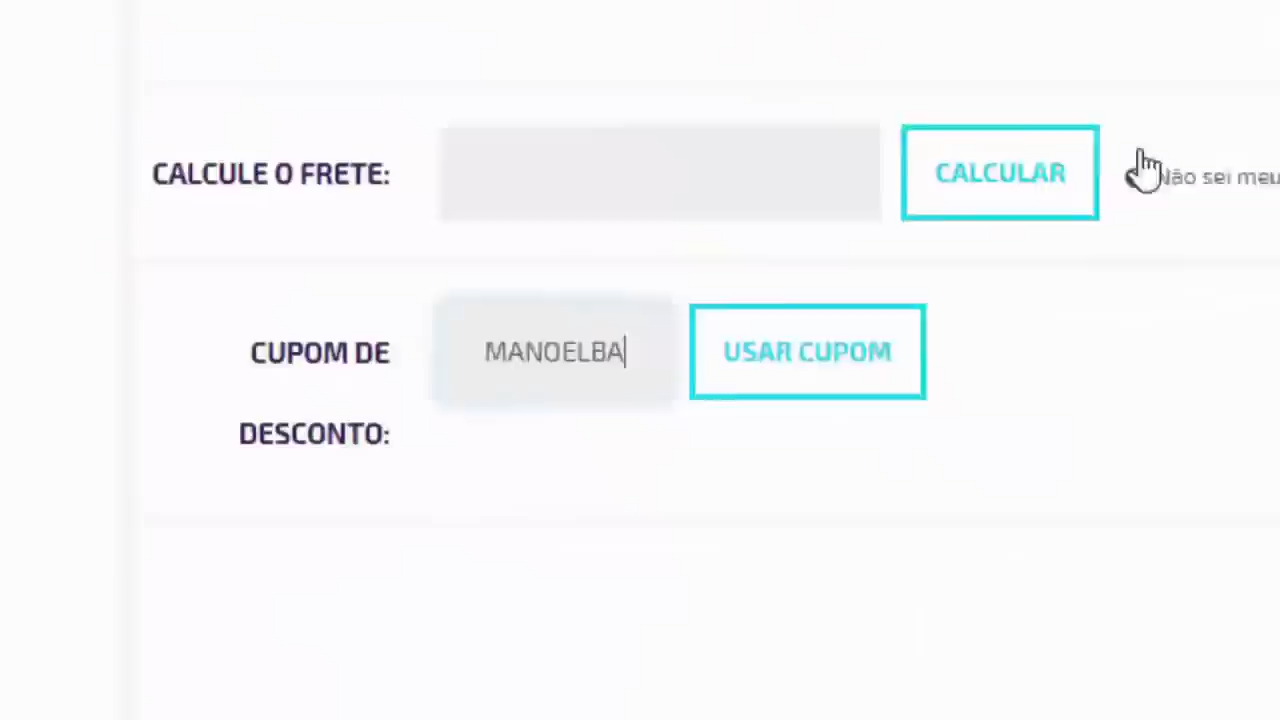 CALCULE O FRETE:
CALCULAR
Não sei meu
CUPOM DE
MANOELBA
USAR CUPOM
DESCONTO: